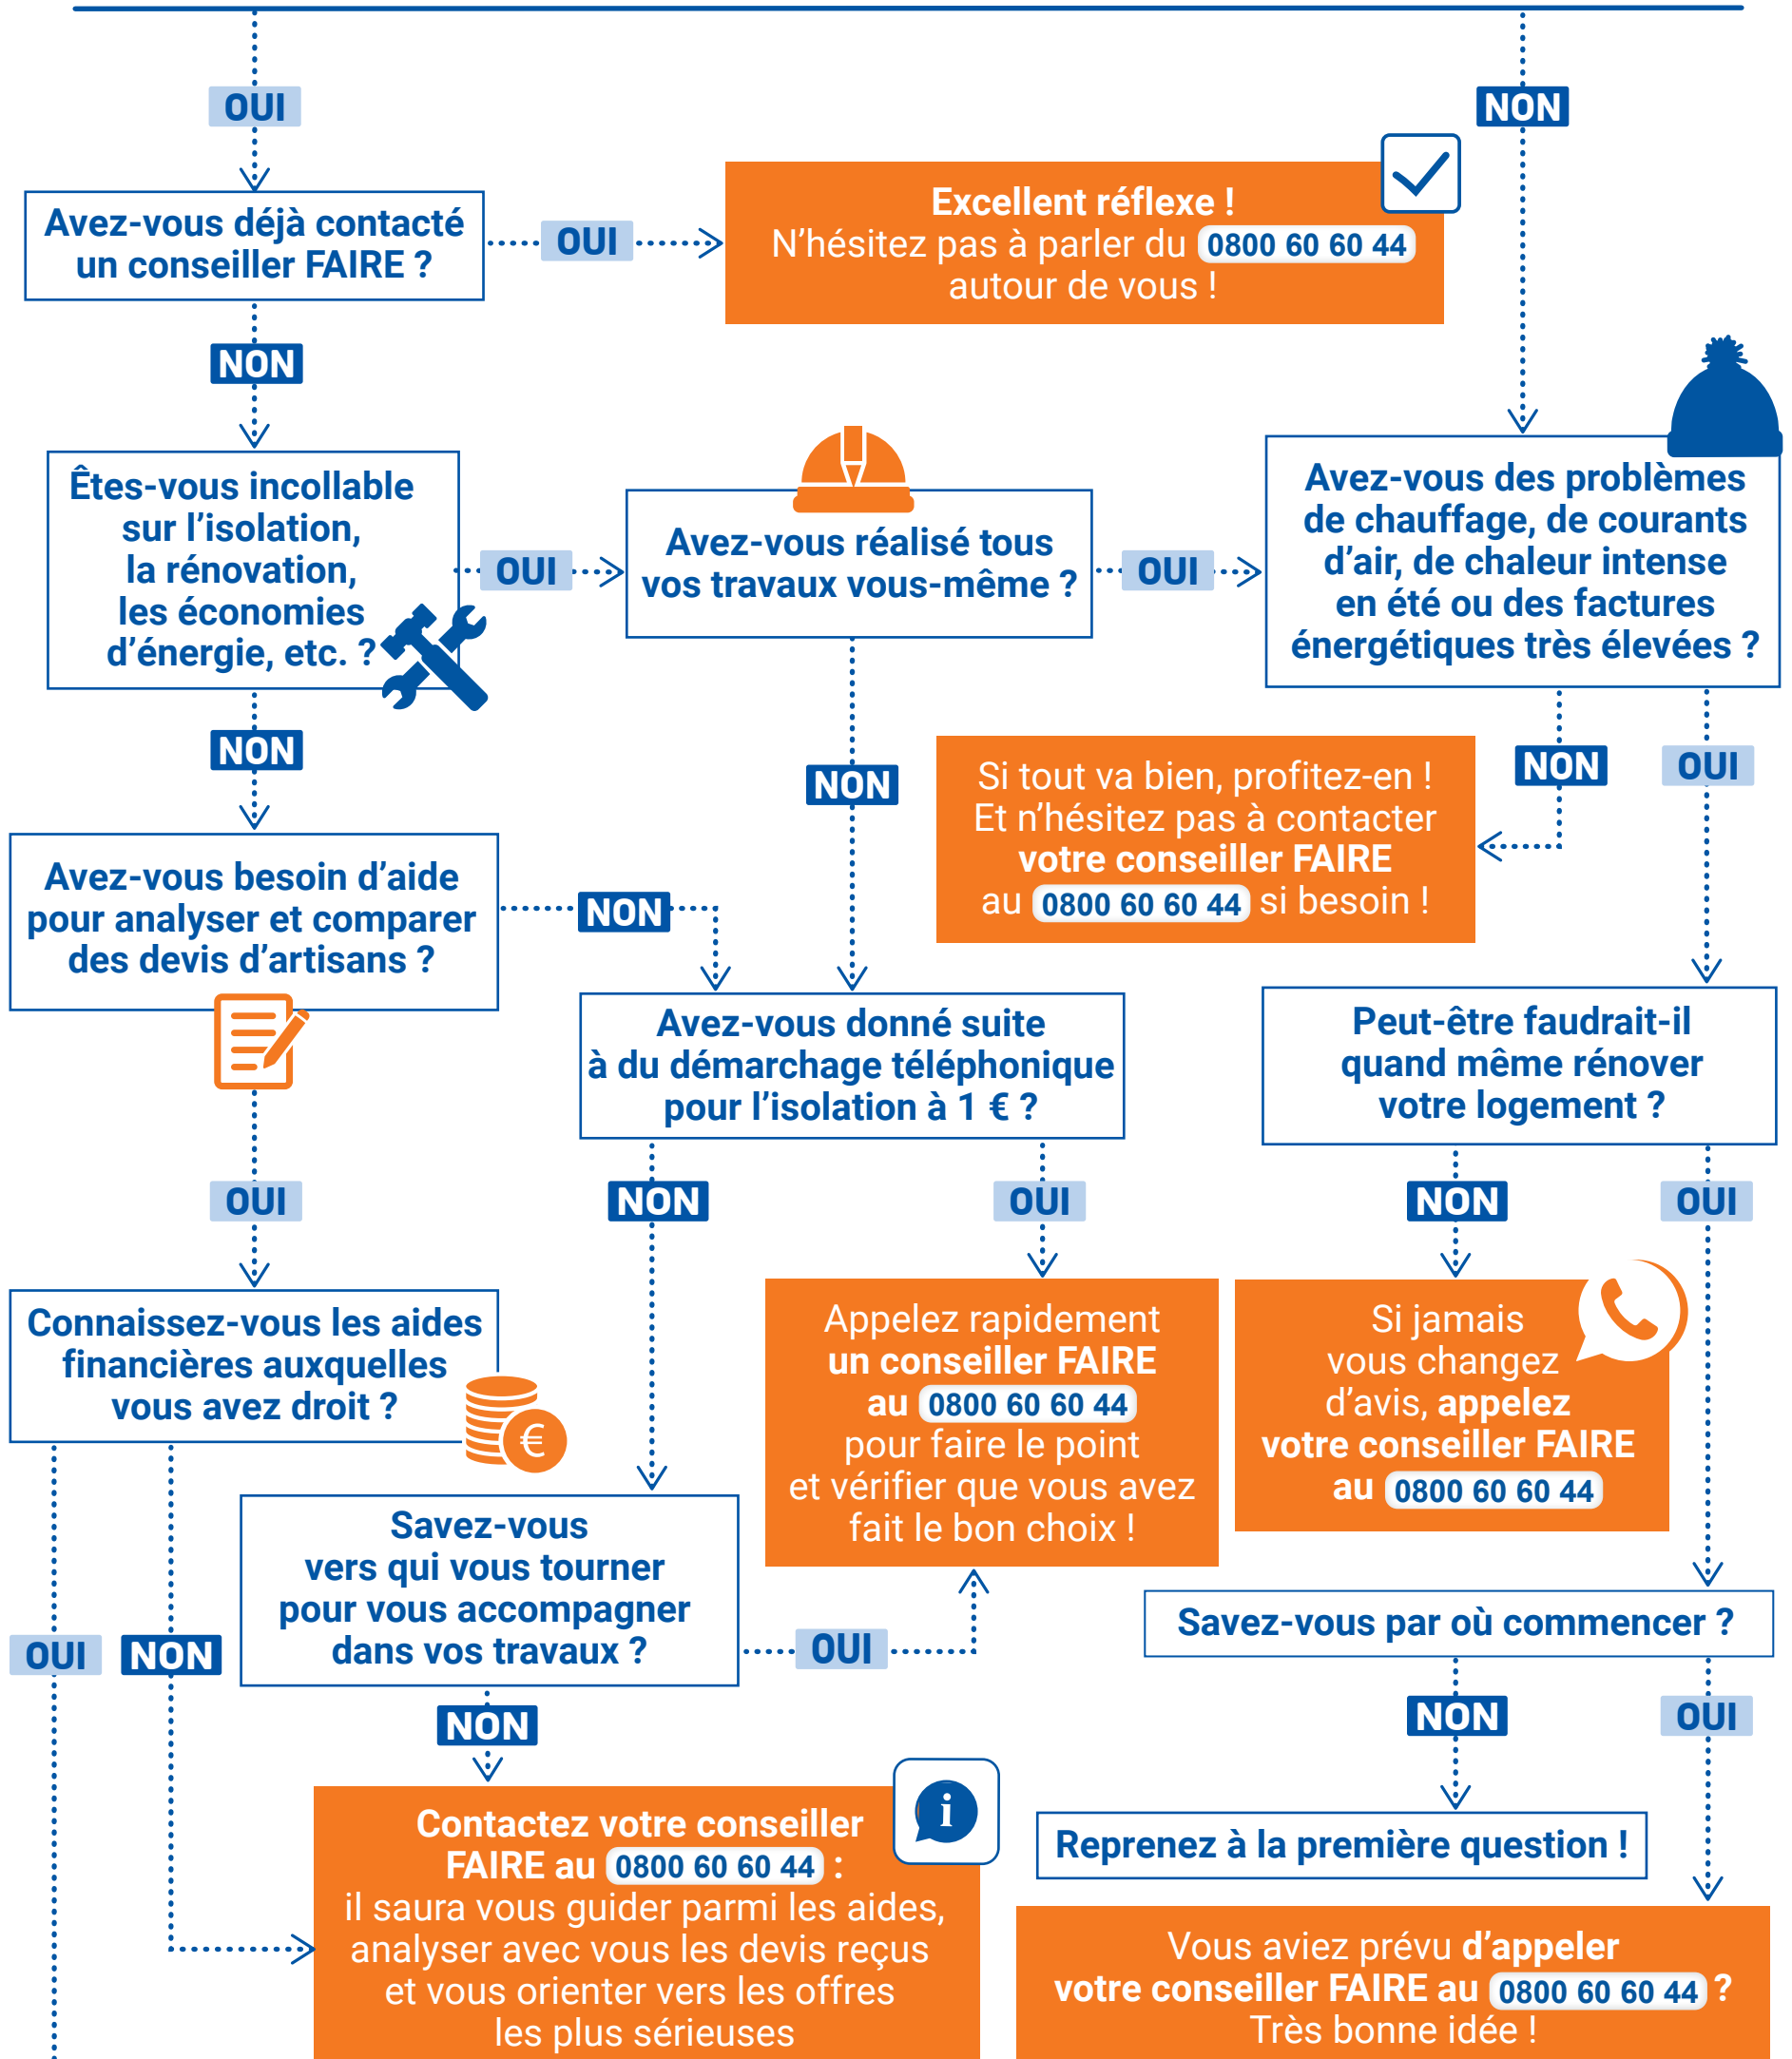 OUI
NON
Avez-vous déjà contacté
un conseiller FAIRE ?
OUI
Excellent réflexe !
N’hésitez pas à parler du 0800 60 60 44
autour de vous !
NON
Êtes-vous incollable
sur l’isolation,
la rénovation,
les économies
d’énergie, etc. ?
OUI
Avez-vous réalisé tous
vos travaux vous-même ?
OUI
Avez-vous des problèmes
de chauffage, de courants
d’air, de chaleur intense
en été ou des factures
énergétiques très élevées ?
NON
NON
NON
OUI
Si tout va bien, profitez-en !
Et n’hésitez pas à contacter
votre conseiller FAIRE
au 0800 60 60 44 si besoin !
Avez-vous besoin d’aide
pour analyser et comparer
des devis d’artisans ?
NON
Avez-vous donné suite
à du démarchage téléphonique
pour l’isolation à 1 € ?
Peut-être faudrait-il
quand même rénover
votre logement ?
OUI
NON
OUI
NON
OUI
Connaissez-vous les aides
financières auxquelles
vous avez droit ?
€
Appelez rapidement
un conseiller FAIRE
au 0800 60 60 44
pour faire le point
et vérifier que vous avez
fait le bon choix !
Si jamais
vous changez
d’avis, appelez
votre conseiller FAIRE
au 0800 60 60 44
Savez-vous
vers qui vous tourner
pour vous accompagner
dans vos travaux ?
OUI
NON
OUI
Savez-vous par où commencer ?
NON
NON
OUI
i
Contactez votre conseiller
FAIRE au 0800 60 60 44 :
il saura vous guider parmi les aides,
analyser avec vous les devis reçus
et vous orienter vers les offres
les plus sérieuses
Reprenez à la première question !
Vous aviez prévu d’appeler
votre conseiller FAIRE au 0800 60 60 44 ?
Très bonne idée !